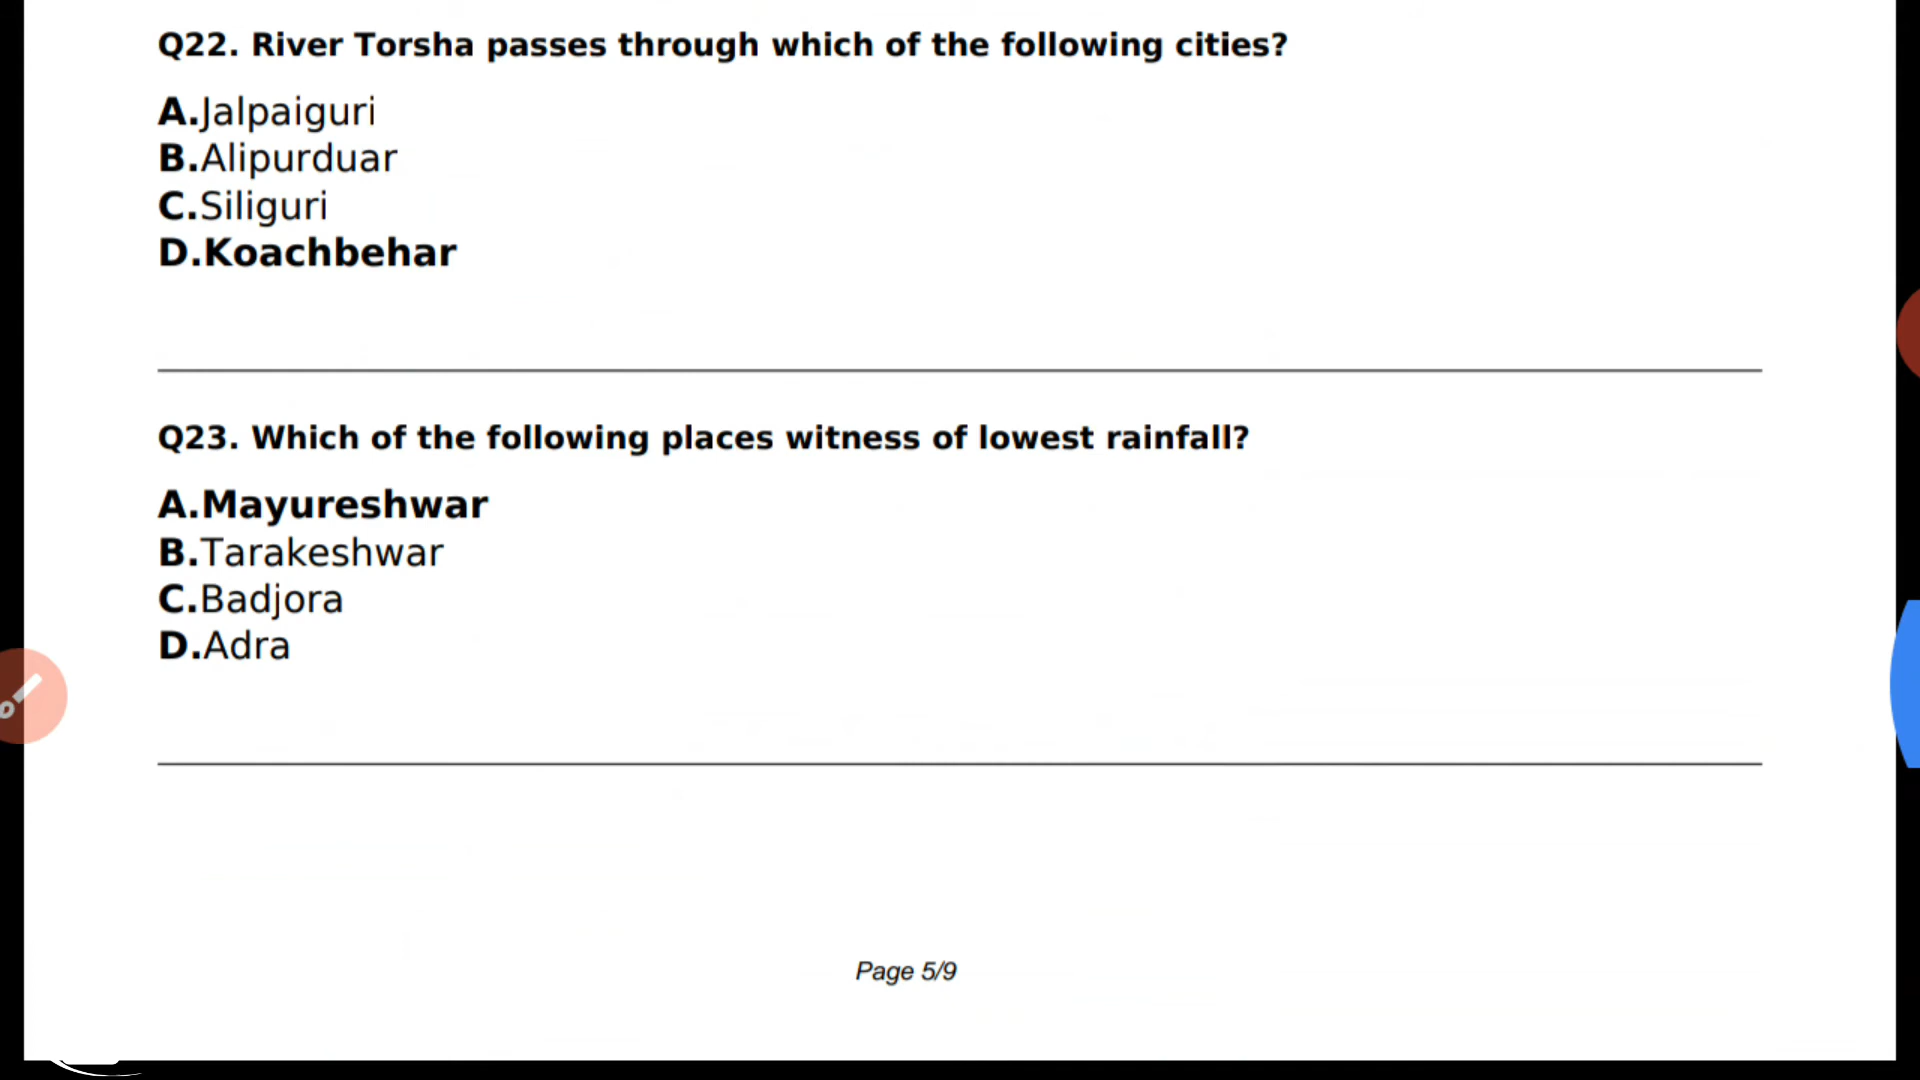 Q22. River Torsha passes through which of the following cities?
A.Jalpaiguri
B.Alipurduar
C.Siliguri
D.Koachbehar
Q23. Which of the following places witness of lowest rainfall?
A.Mayureshwar
B.Tarakeshwar
C.Badjora
D.Adra
Page 5/9